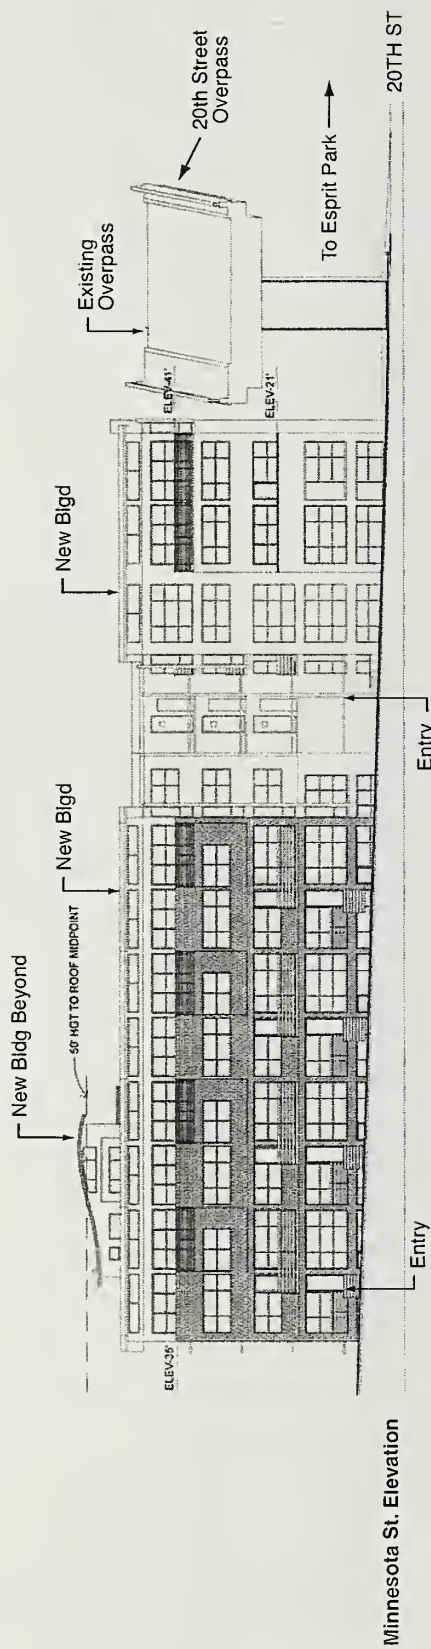 New Bldg Beyond
50' HGT TO ROOF MIDPOINT
New Blgd
New Blgd
Existing
Overpass
20th Street
Overpass
ELEV-36'
ELEV-41'
ELEV-21'
To Esprit Park
20TH ST
Entry
Entry
Minnesota St. Elevation